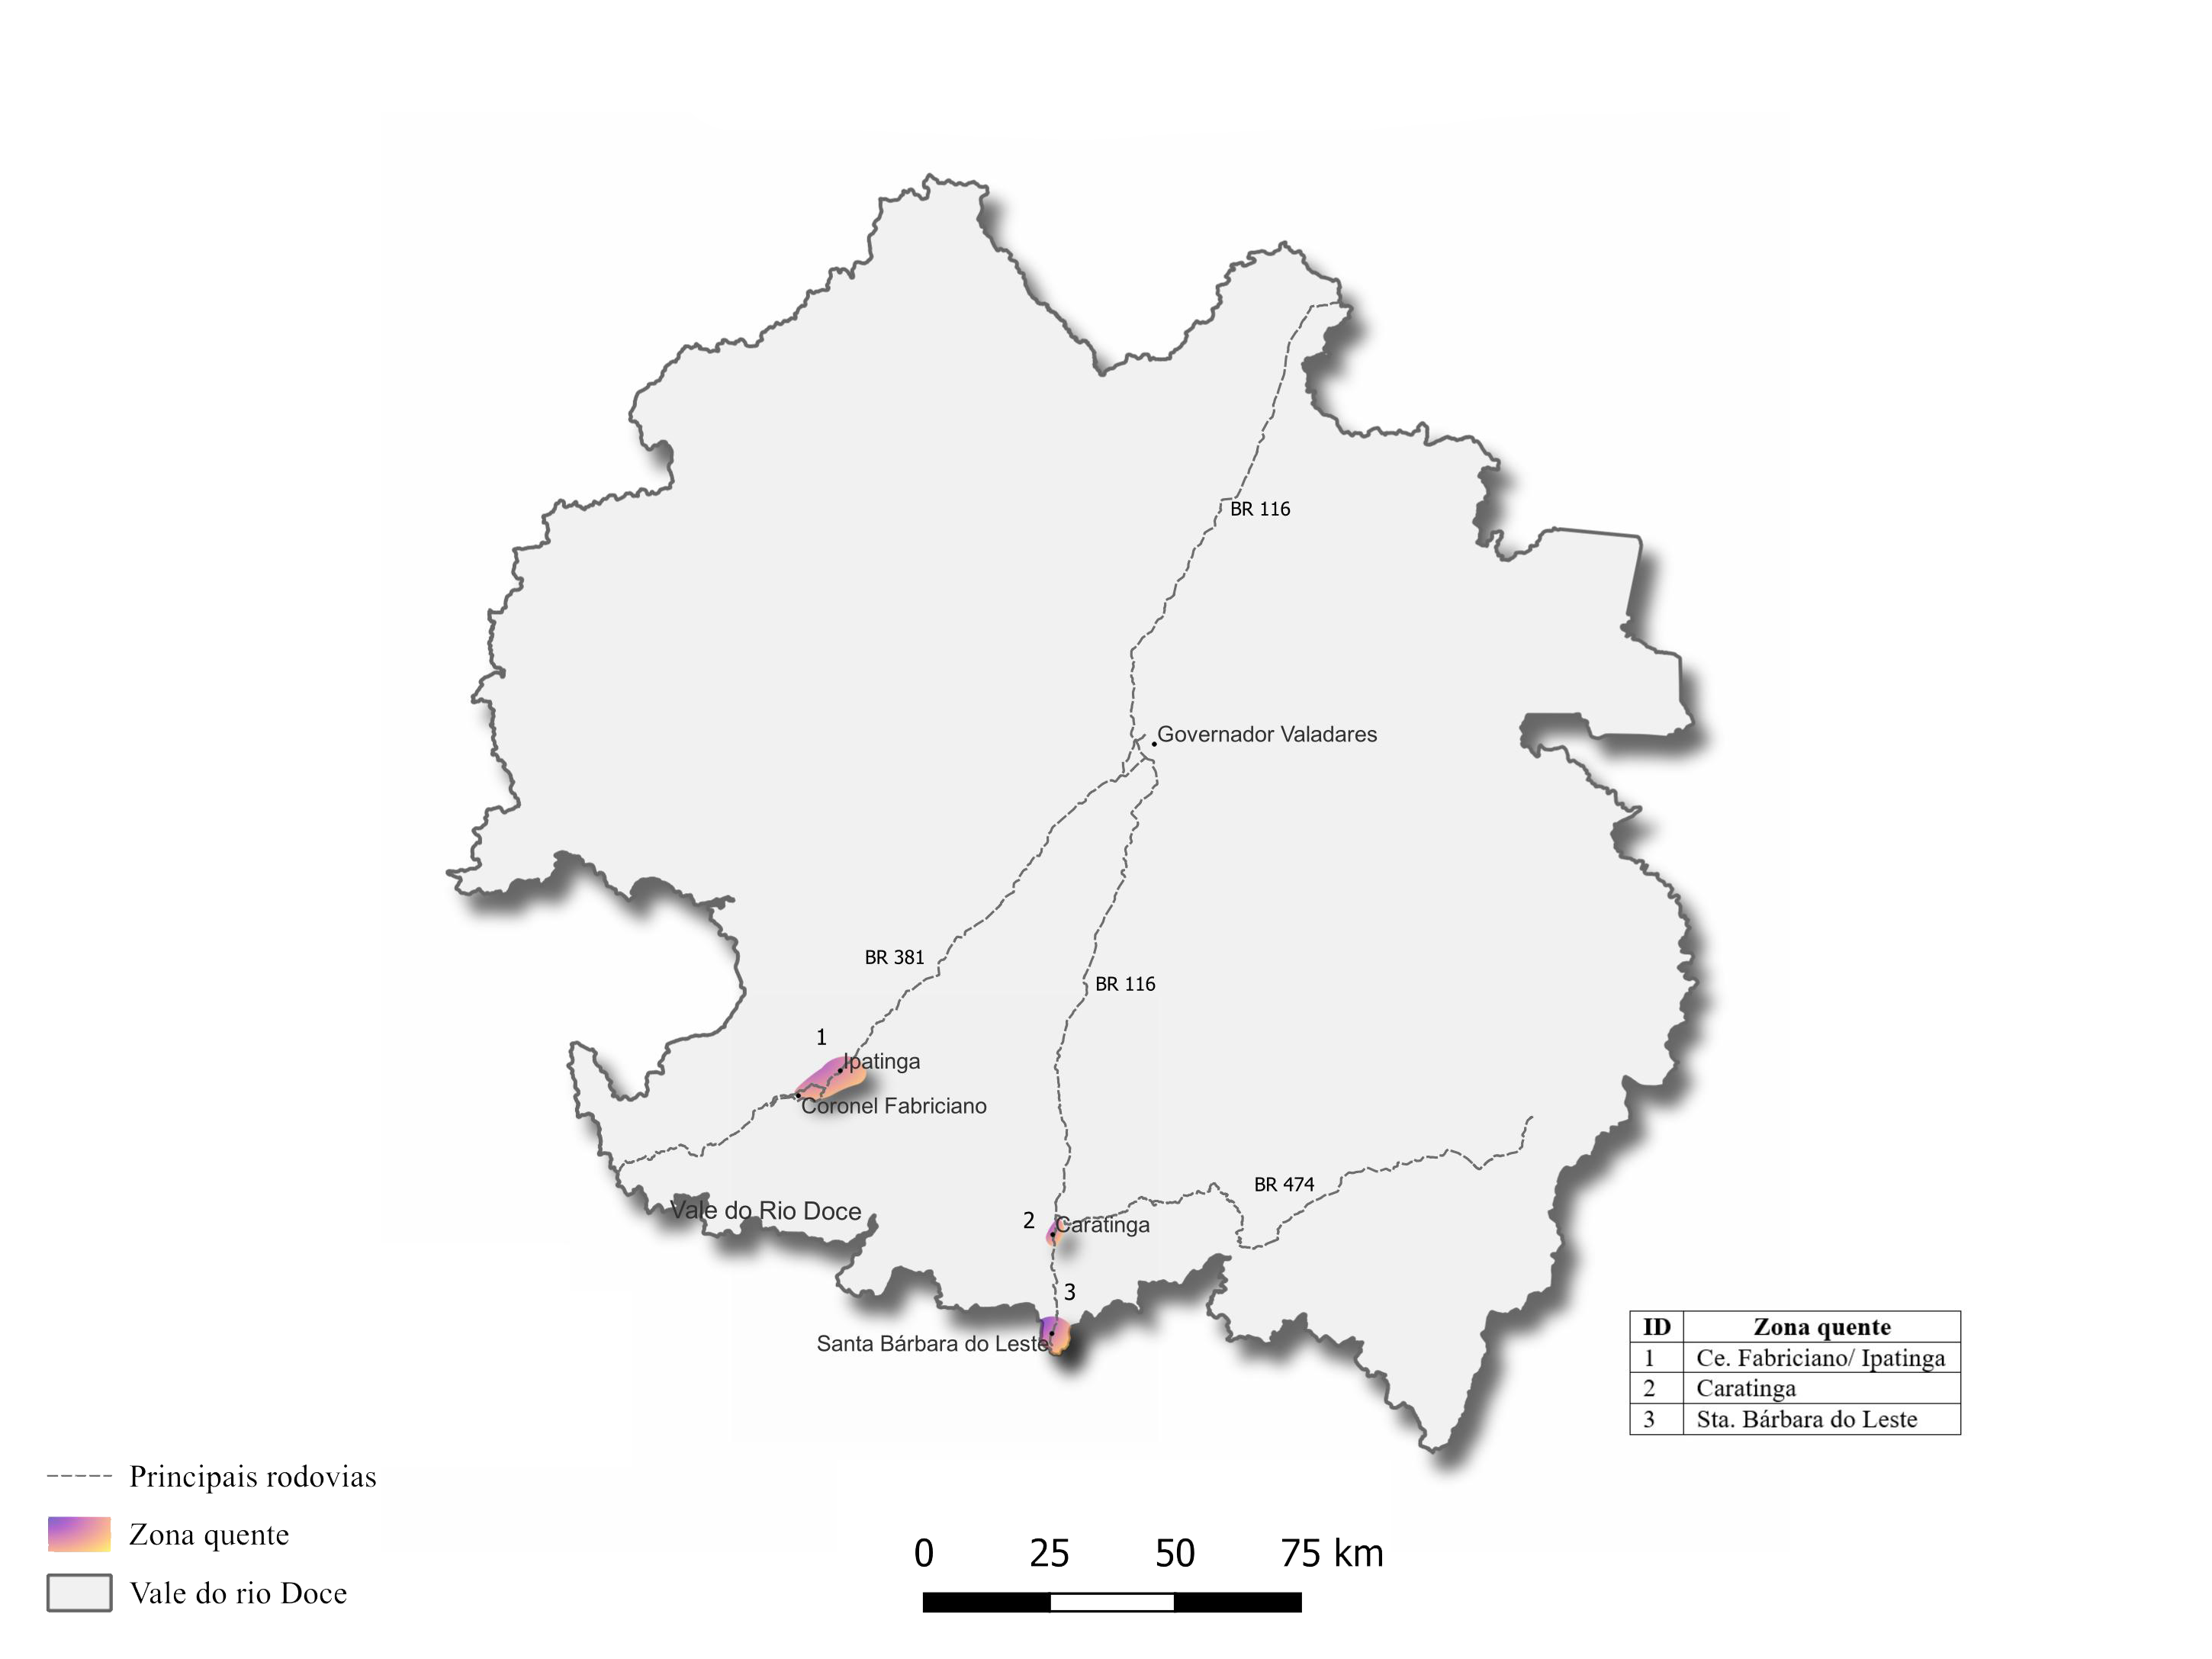 BR 116
Governador Valadares
BR 381
BR 116
1
Ipatinga
Coronel Fabriciano
BR 474
Vale do Rio Doce
2
Caratinga
3
Santa Bárbara do Leste
ID Zona quente
1 Ce. Fabriciano/ Ipatinga
2 Caratinga
3 Sta. Bárbara do Leste
Principais rodovias
Zona quente
Vale do rio Doce
0 25 50 75 km